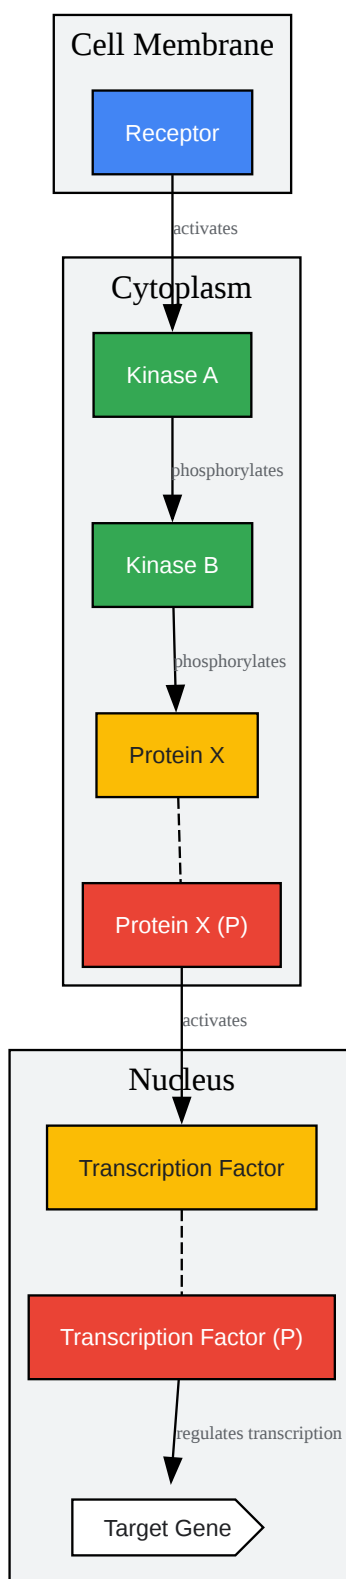 Cell Membrane
Receptor
activates
Cytoplasm
Kinase A
phosphorylates
Kinase B
phosphorylates
Protein X
Protein X (P)
activates
Nucleus
Transcription Factor
Transcription Factor (P)
regulates transcription
Target Gene